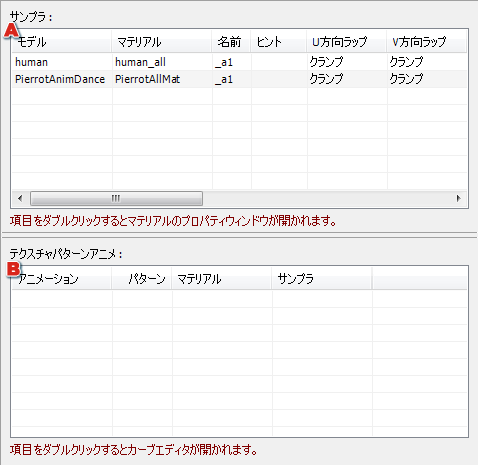 サンプラ：
A
モデル マテリアル 名前 ヒント U方向ラップ V方向ラップ
human human_all _a1 クランプ クランプ
PierrotAnimDance PierrotAllMat _a1 クランプ クランプ
項目をダブルクリックするとマテリアルのプロパティウィンドウが開かれます。
テクスチャパターンアニメ：
B
アニメーション パターン マテリアル サンプラ
項目をダブルクリックするとカーブエディタが開かれます。